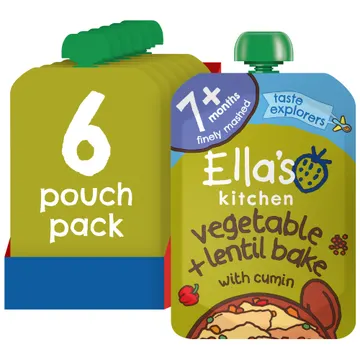 6
pouch
pack
7+
months
finely mashed
taste
explorers
Ella's
kitchen
vegetable
+ lentil bake
with cumin